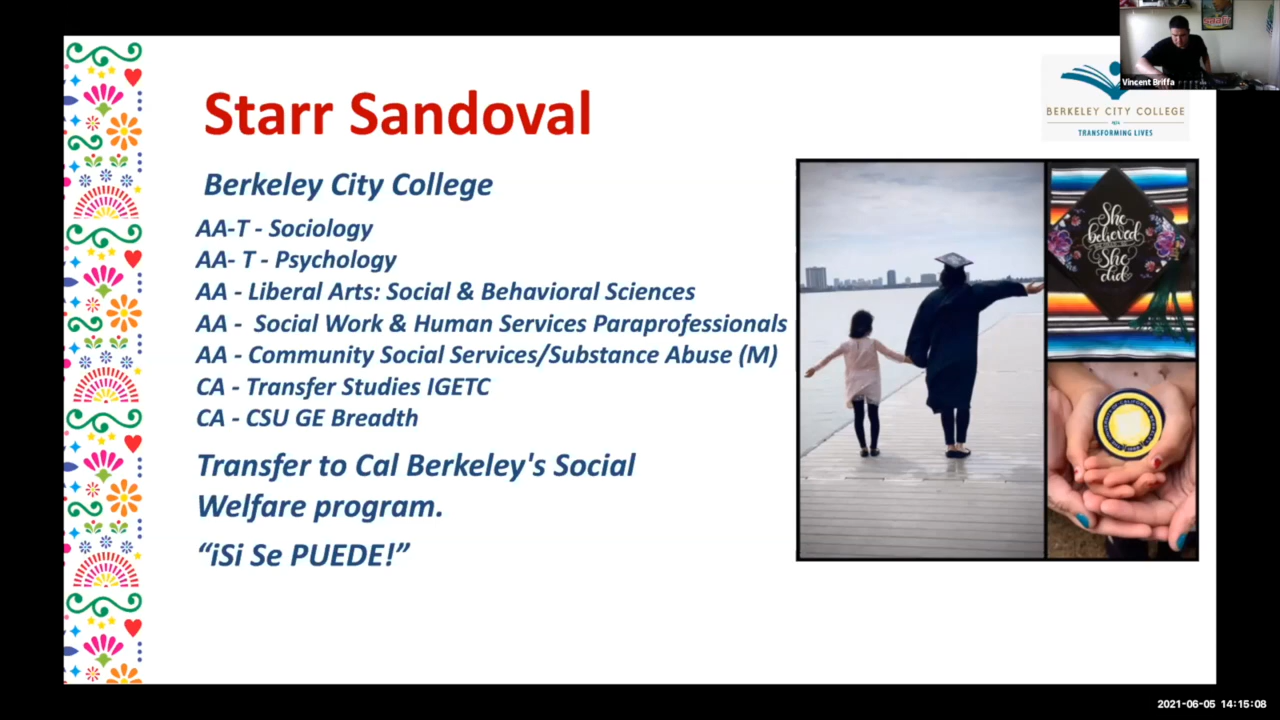 Starr Sandoval
Berkeley City College
AA-T - Sociology
AA- T - Psychology
AA - Liberal Arts: Social & Behavioral Sciences
AA -  Social Work & Human Services Paraprofessionals
AA - Community Social Services/Substance Abuse (M)
CA - Transfer Studies IGETC
CA - CSU GE Breadth
Transfer to Cal Berkeley's Social
Welfare program.
“¡Si Se PUEDE!”
Vincent Briffa
BERKELEY CITY COLLEGE
TRANSFORMING LIVES
She
believed
She
did
2021-06-05 14:15:08